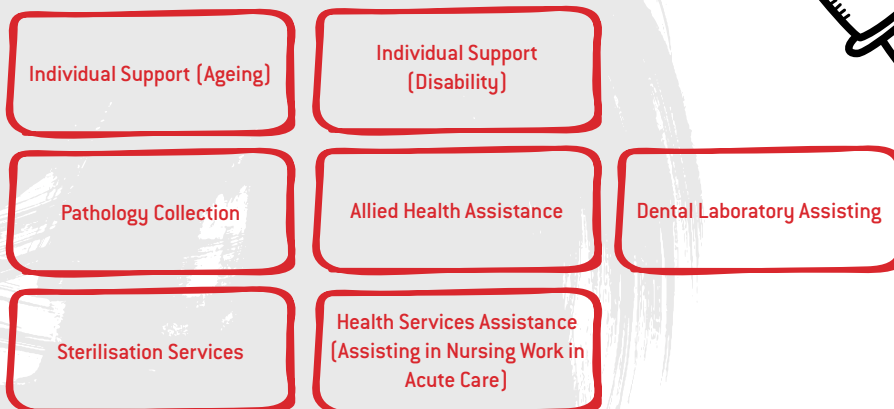 Individual Support (Ageing)
Individual Support
(Disability)
Pathology Collection
Allied Health Assistance
Dental Laboratory Assisting
Sterilisation Services
Health Services Assistance
(Assisting in Nursing Work in
Acute Care)